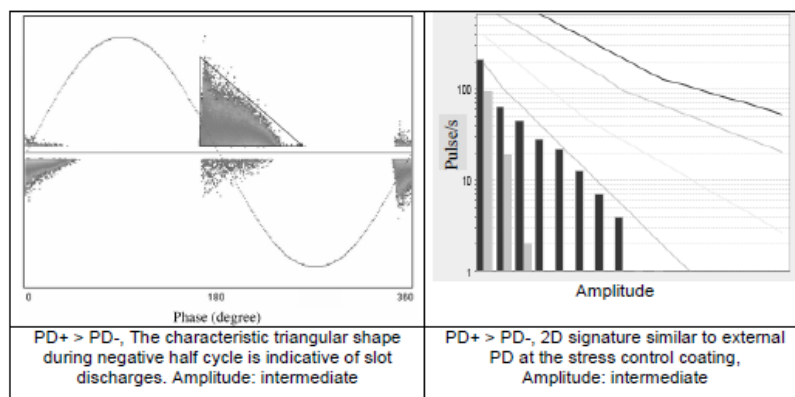 0
180
360
Phase (degree)
Pulse/s
100
10
1
Amplitude
PD+ > PD-, The characteristic triangular shape
during negative half cycle is indicative of slot
discharges. Amplitude: intermediate
PD+ > PD-, 2D signature similar to external
PD at the stress control coating,
Amplitude: intermediate